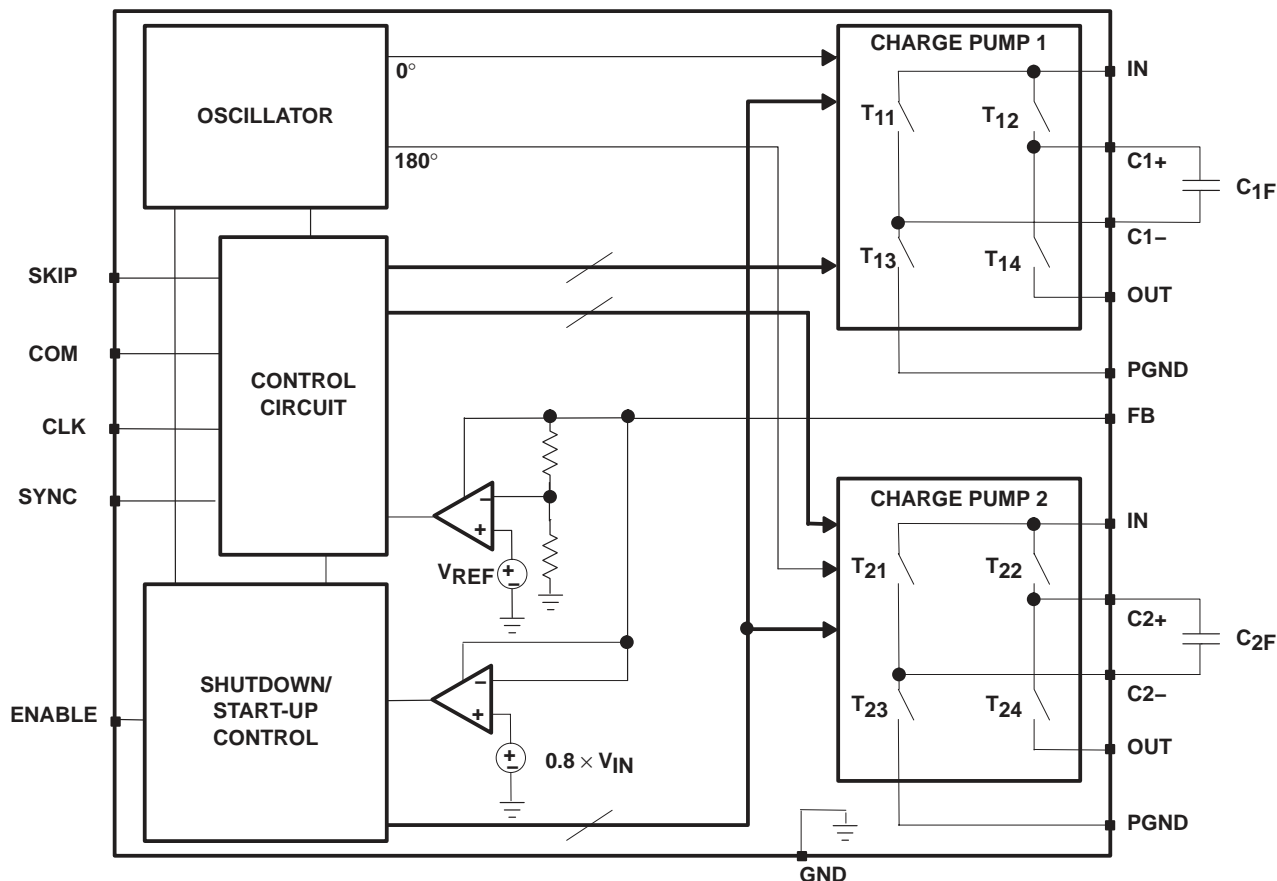 OSCILLATOR
0°
180°
CHARGE PUMP 1
T11
T12
T13
T14
IN
C1+
C1F
C1–
OUT
PGND
FB
SKIP
COM
CLK
SYNC
CONTROL
CIRCUIT
VREF
CHARGE PUMP 2
T21
T22
T23
T24
IN
C2+
C2F
C2–
OUT
PGND
ENABLE
SHUTDOWN/
START-UP
CONTROL
0.8 × VIN
GND
–
+
+
–
–
+
+
–